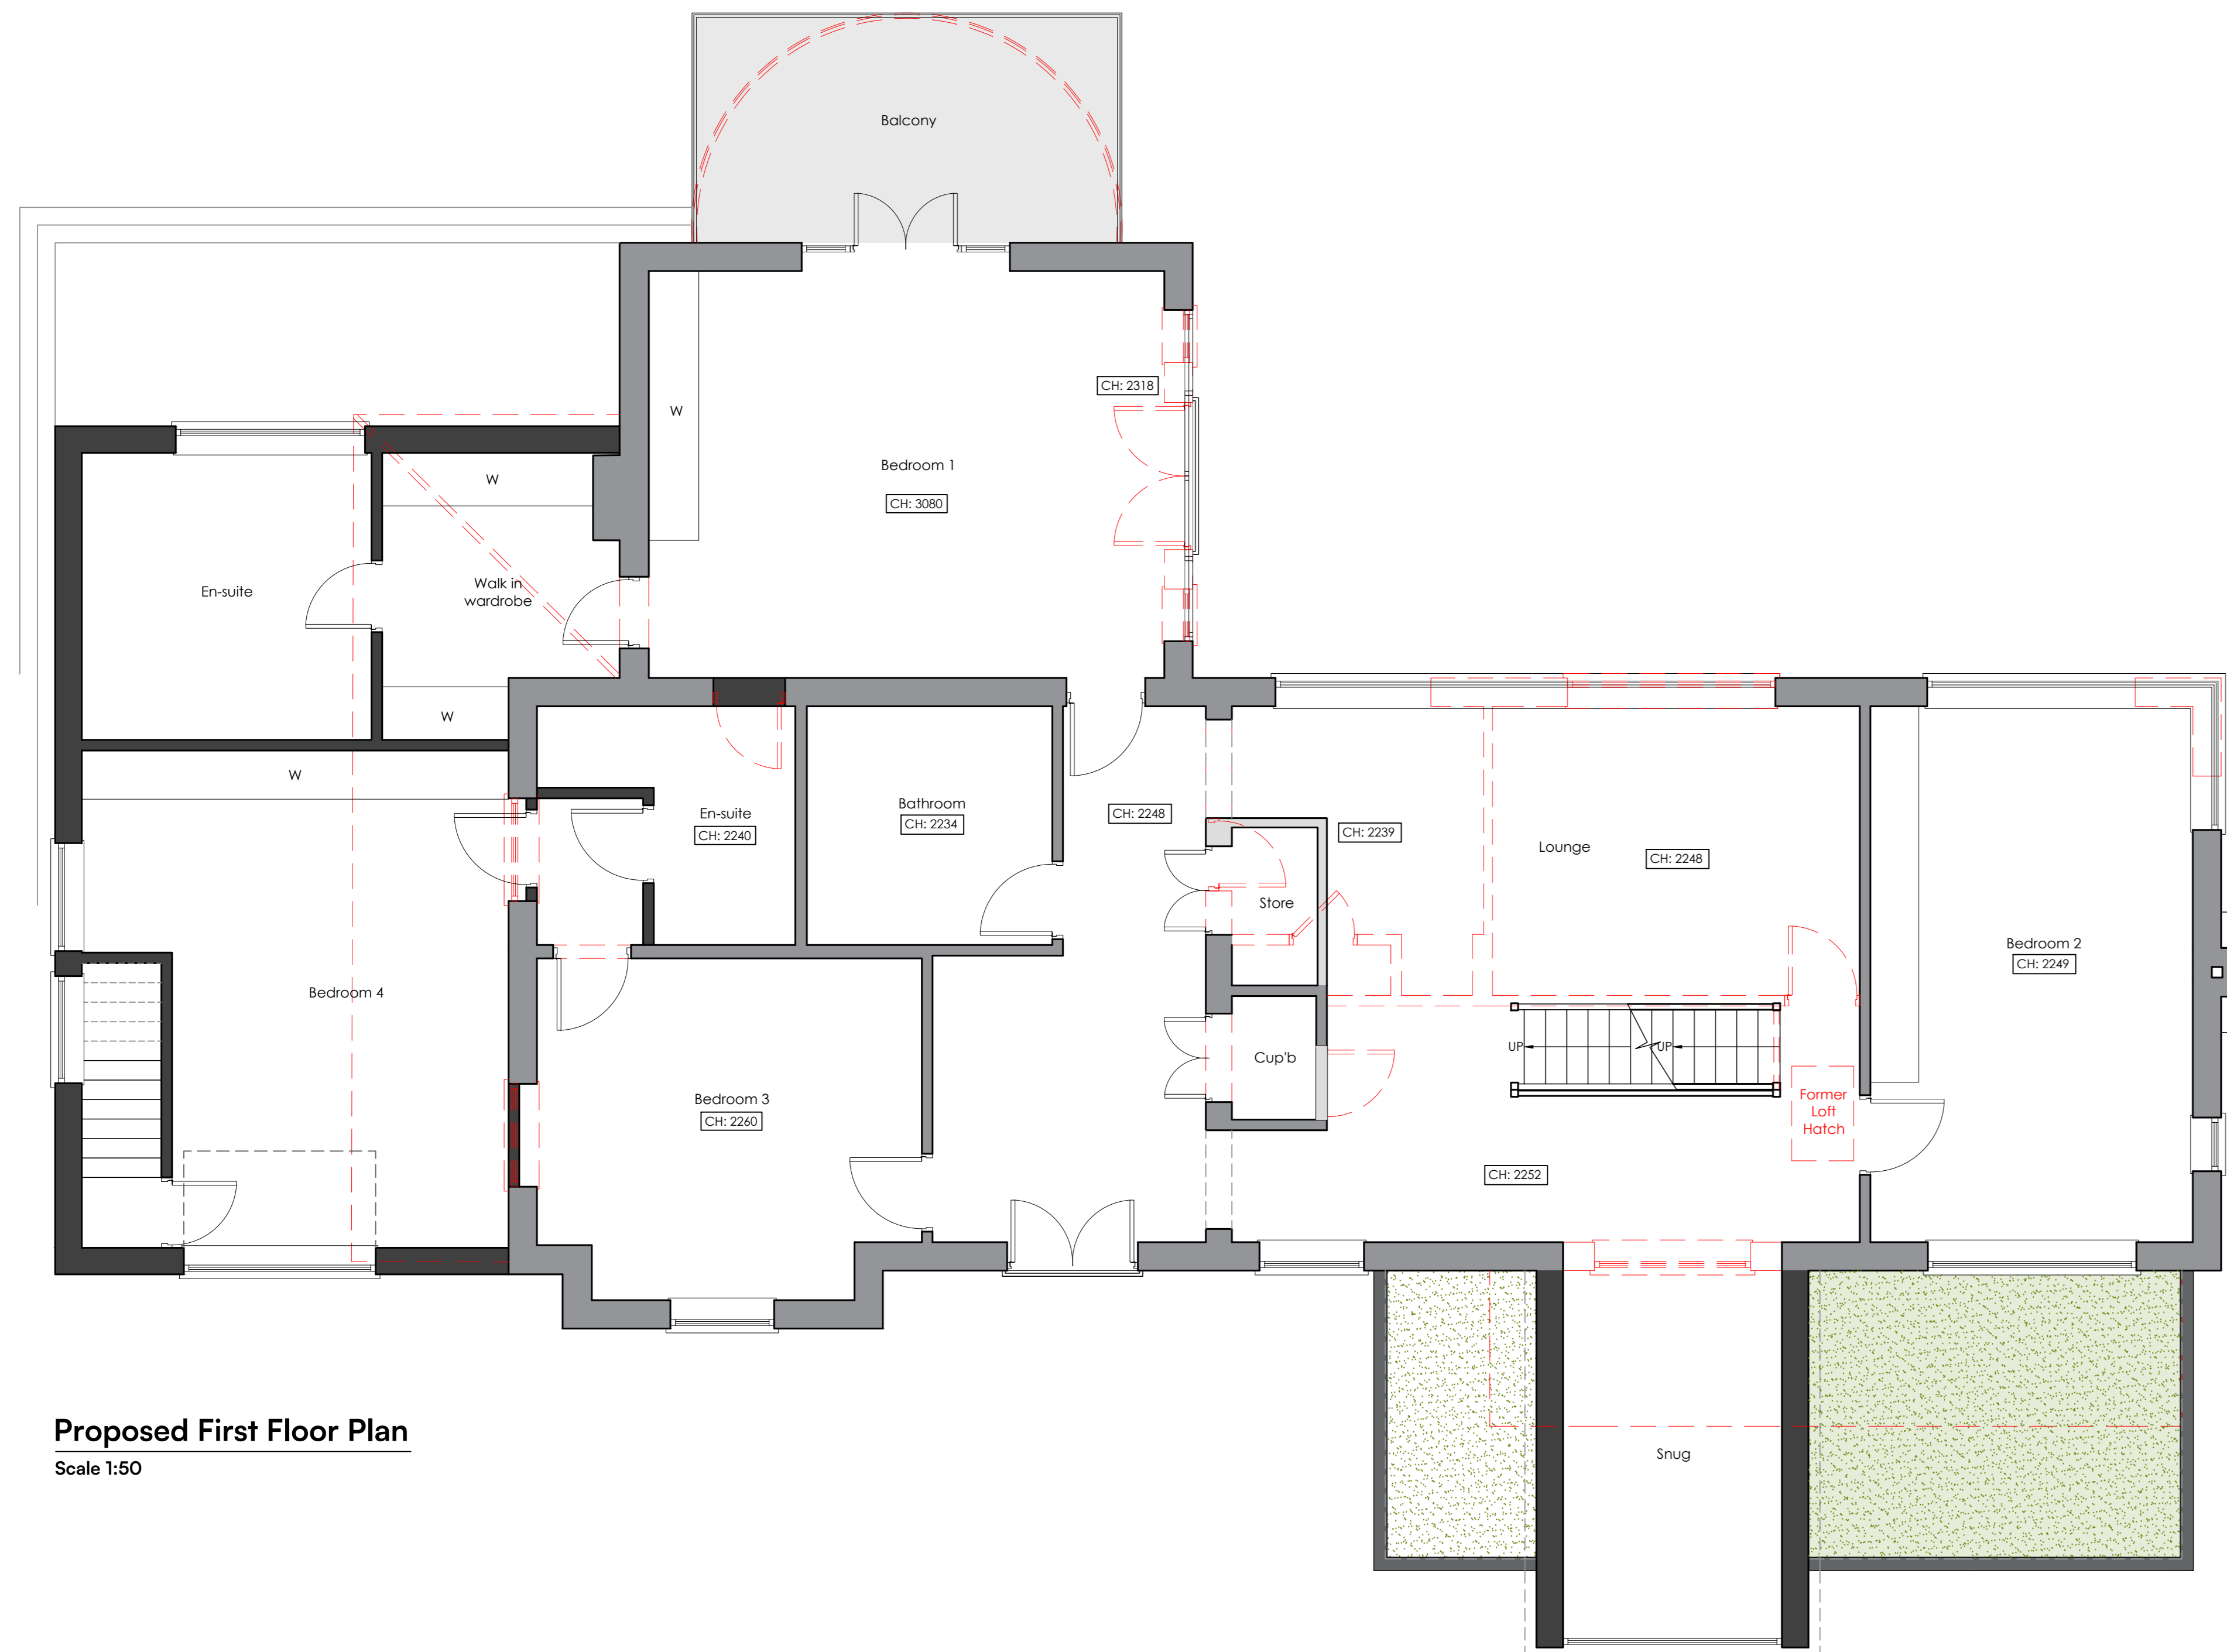 Balcony
CH: 2318
W
Bedroom 1
CH: 3080
W
En-suite
Walk in
wardrobe
W
W
En-suite
CH: 2240
Bathroom
CH: 2234
CH: 2248
CH: 2239
Lounge
CH: 2248
Store
Bedroom 2
CH: 2249
Bedroom 4
UP
UP
Cup'b
Bedroom 3
CH: 2260
Former
Loft
Hatch
CH: 2252
Snug
Proposed First Floor Plan
Scale 1:50